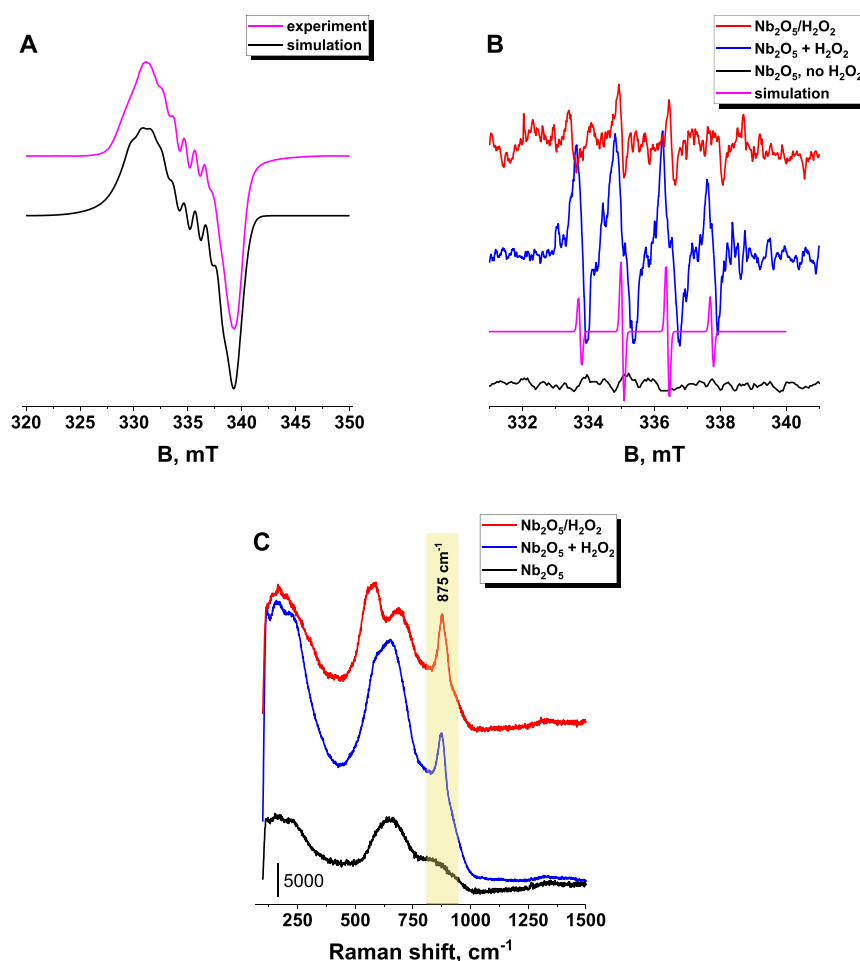 A
experiment
simulation
320 330 335 340 345 350
B, mT
B
Nb₂O₅/H₂O₂
Nb₂O₅ + H₂O₂
Nb₂O₅, no H₂O₂
simulation
332 334 336 338 340
B, mT
C
Nb₂O₅/H₂O₂
Nb₂O₅ + H₂O₂
Nb₂O₅
875 cm⁻¹
5000
250 500 750 1000 1250 1500
Raman shift, cm⁻¹